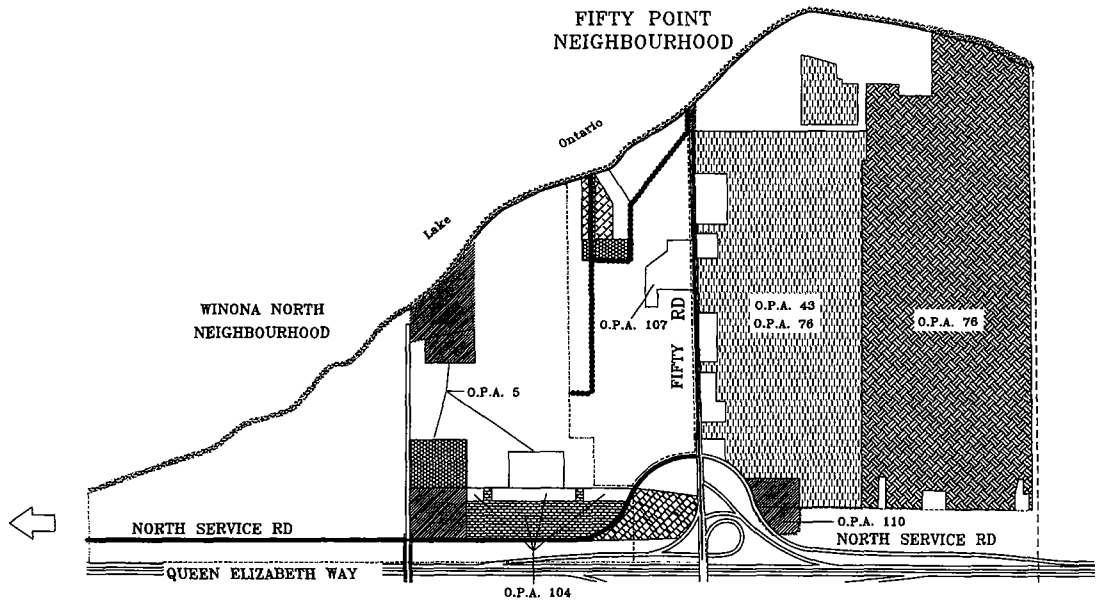 FIFTY POINT
NEIGHBOURHOOD
Ontario
Lake
WINONA NORTH
NEIGHBOURHOOD
O.P.A. 43
O.P.A. 76
O.P.A. 76
O.P.A. 107
FIFTY RD
O.P.A. 5
O.P.A. 110
NORTH SERVICE RD
NORTH SERVICE RD
QUEEN ELIZABETH WAY
O.P.A. 104